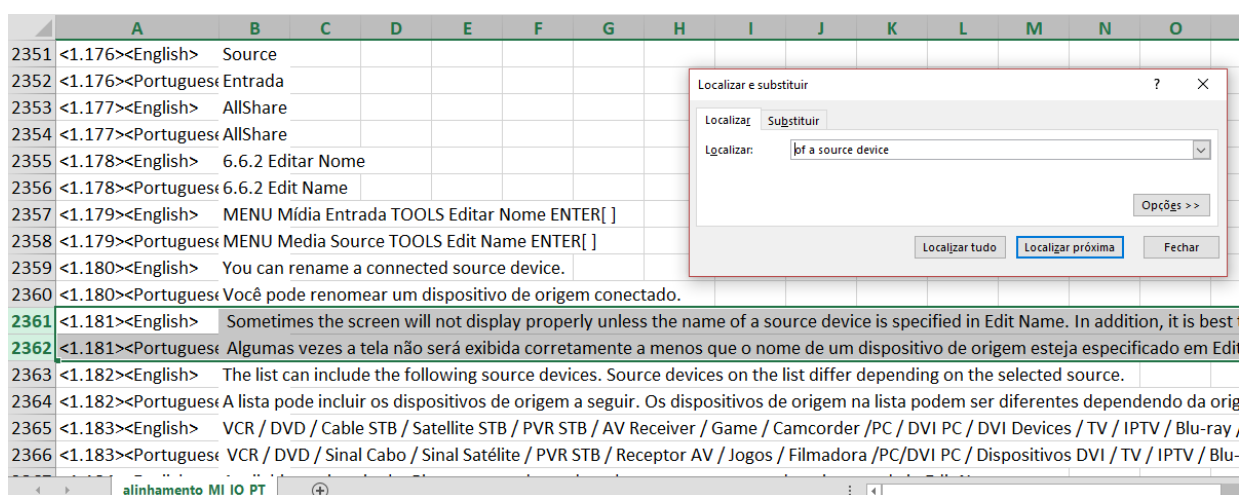 A B C D E F G H I J K L M N O
2351 <1.176><English> Source
2352 <1.176><Portuguese Entrada
2353 <1.177><English> AllShare
2354 <1.177><Portuguese AllShare
2355 <1.178><English> 6.6.2 Editar Nome
2356 <1.178><Portuguese 6.6.2 Edit Name
2357 <1.179><English> MENU Mídia Entrada TOOLS Editar Nome ENTER[ ]
2358 <1.179><Portuguese MENU Media Source TOOLS Edit Name ENTER[ ]
2359 <1.180><English> You can rename a connected source device.
2360 <1.180><Portuguese Você pode renomear um dispositivo de origem conectado.
2361 <1.181><English> Sometimes the screen will not display properly unless the name of a source device is specified in Edit Name. In addition, it is best
2362 <1.181><Portuguese Algumas vezes a tela não será exibida corretamente a menos que o nome de um dispositivo de origem esteja especificado em Edit
2363 <1.182><English> The list can include the following source devices. Source devices on the list differ depending on the selected source.
2364 <1.182><Portuguese A lista pode incluir os dispositivos de origem a seguir. Os dispositivos de origem na lista podem ser diferentes dependendo da orig
2365 <1.183><English> VCR / DVD / Cable STB / Satellite STB / PVR STB / AV Receiver / Game / Camcorder /PC / DVI PC / DVI Devices / TV / IPTV / Blu-ray /
2366 <1.183><Portuguese VCR / DVD / Sinal Cabo / Sinal Satélite / PVR STB / Receptor AV / Jogos / Filmadora /PC/DVI PC / Dispositivos DVI / TV / IPTV / Blu-
alinhamento MI IO PT
Localizar e substituir ? X
Localizar Substituir
Localizar: of a source device
Opções >>
Localizar tudo Localizar próxima Fechar